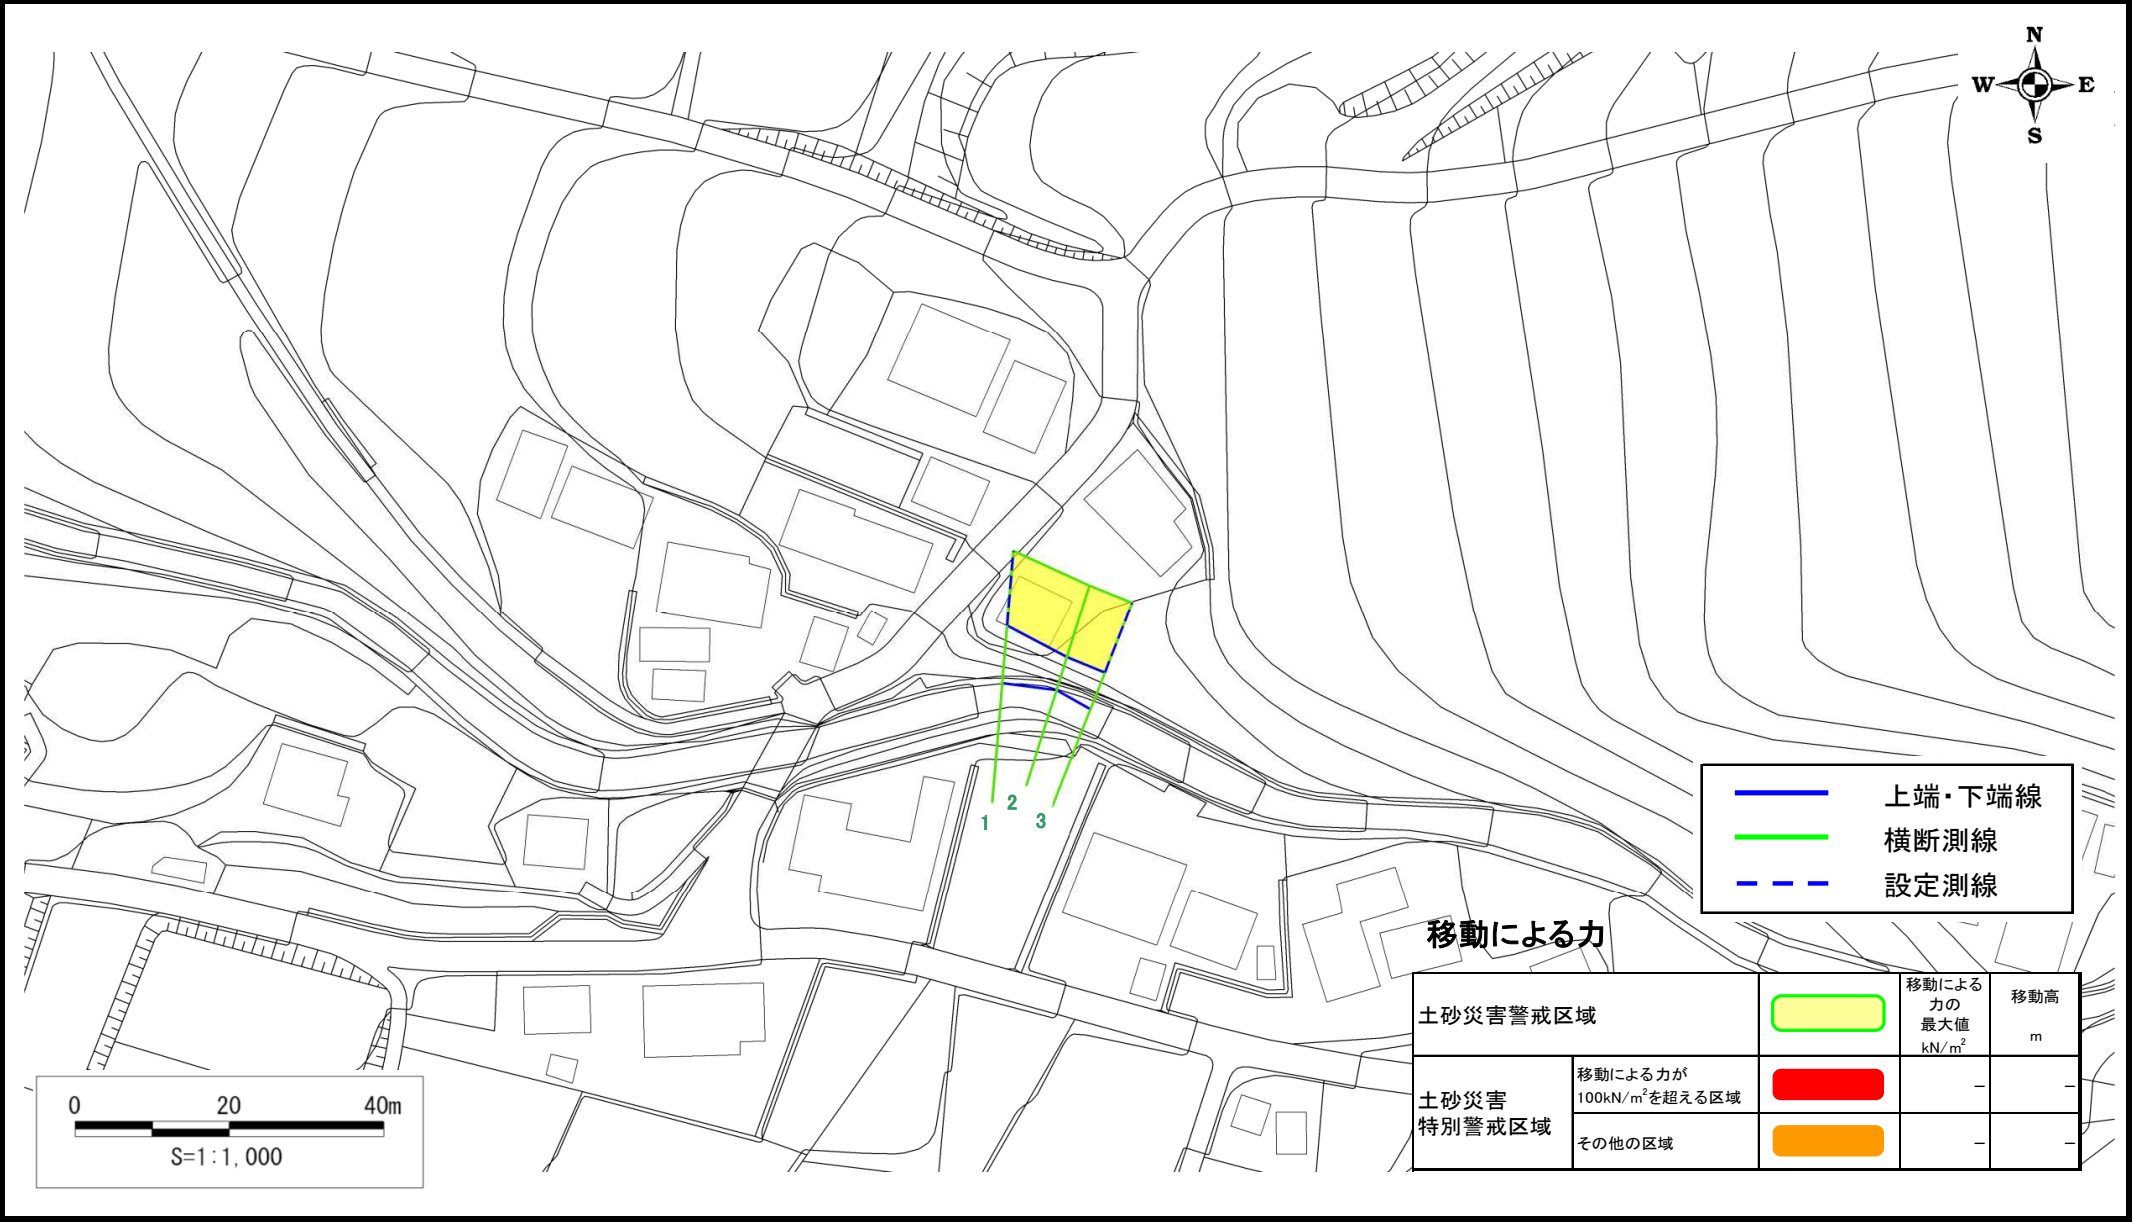 N
W E
S
2
1
3
上端・下端線
横断測線
設定測線
移動による力
土砂災害警戒区域
移動による
力の
最大値
kN/m²
移動高
m
土砂災害
特別警戒区域
移動による力が
100kN/m²を超える区域
－ －
その他の区域
－ －
0 20 40m
S=1:1,000